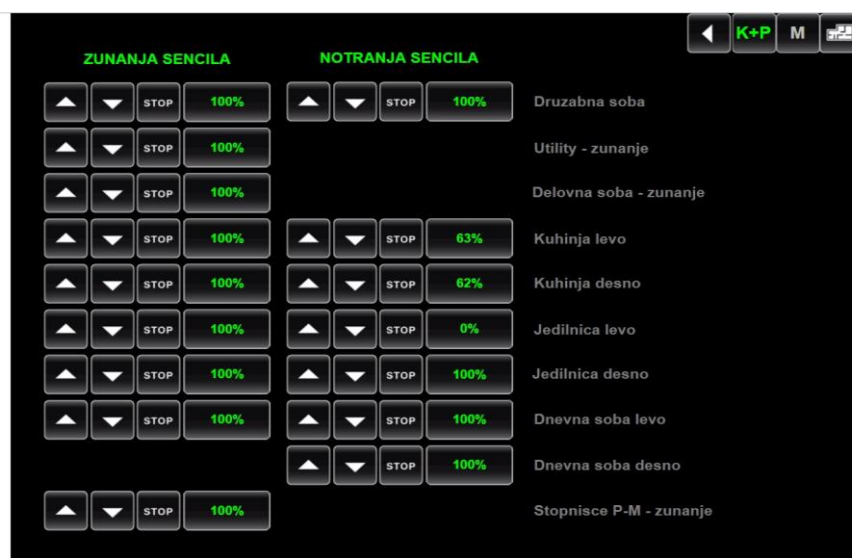 K+P M
ZUNANJA SENCILA NOTRANJA SENCILA
STOP 100% STOP 100% Druzabna soba
STOP 100% Utility - zunanje
STOP 100% Delovna soba - zunanje
STOP 100% STOP 63% Kuhinja levo
STOP 100% STOP 62% Kuhinja desno
STOP 100% STOP 0% Jedilnica levo
STOP 100% STOP 100% Jedilnica desno
STOP 100% STOP 100% Dnevna soba levo
STOP 100% Dnevna soba desno
STOP 100% Stopnisce P-M - zunanje